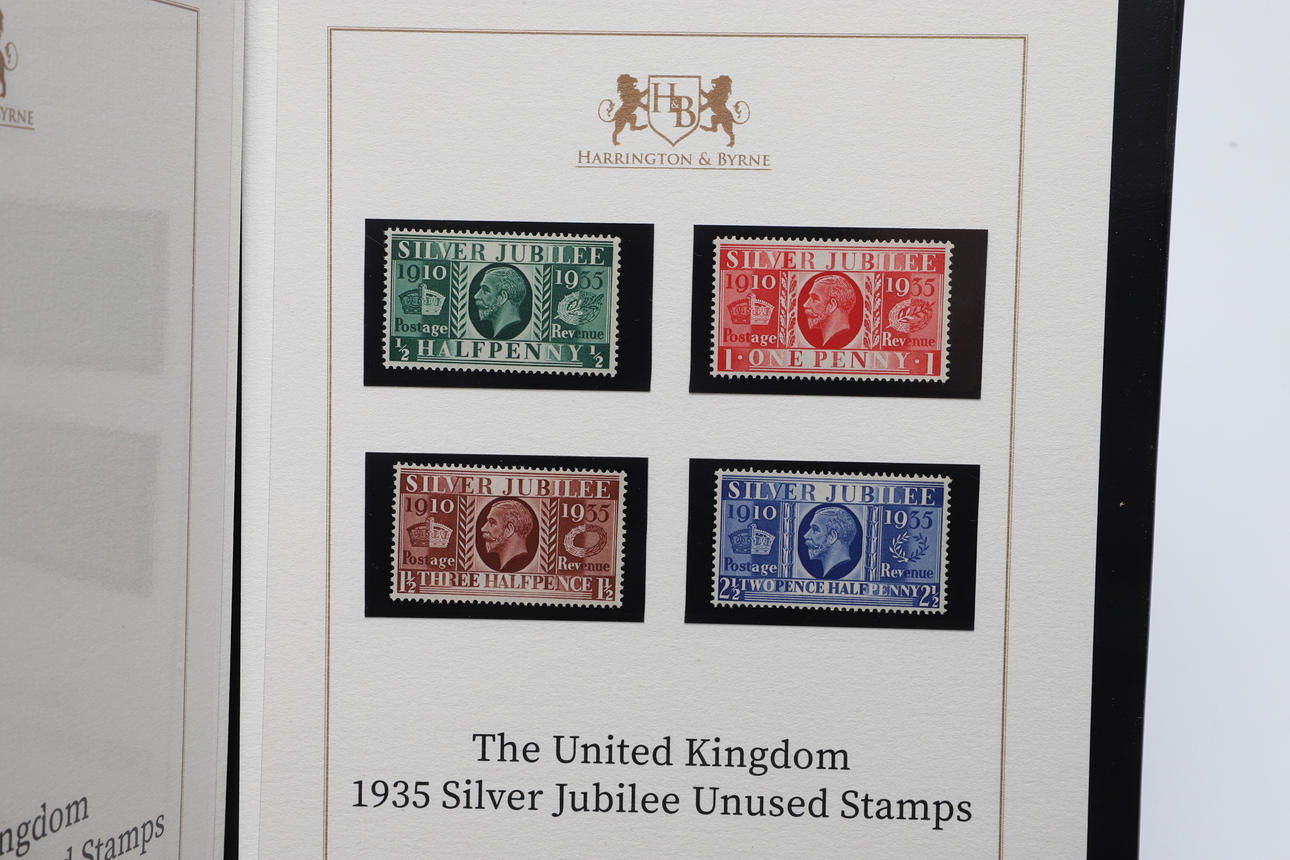 YRNE
H&B
HARRINGTON & BYRNE
SILVER JUBILEE
1910 1935
Postage Revenue
½ HALFPENNY ½
SILVER JUBILEE
1910 1935
Postage Revenue
1·ONE PENNY·1
SILVER JUBILEE
1910 1935
Postage Revenue
1½ THREE HALFPENCE 1½
SILVER JUBILEE
1910 1935
Postage Revenue
2½ TWOPENCE HALFPENNY 2½
The United Kingdom
1935 Silver Jubilee Unused Stamps
ngdom
d Stamps